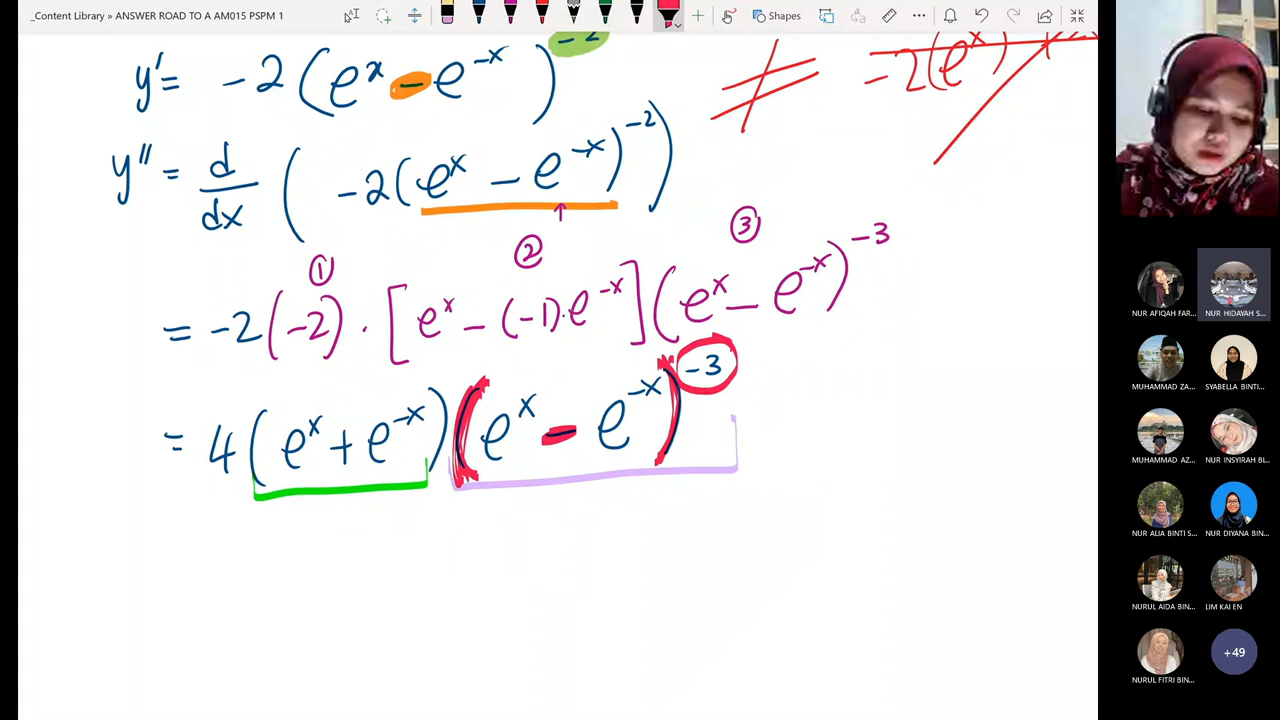 _Content Library » ANSWER ROAD TO A AM015 PSPM 1
Shapes
y' = -2(e^x - e^-x)^-2
≠ -2(e^x)
y'' = d/dx ( -2(e^x - e^-x)^-2 )
① ② ③
= -2(-2) · [e^x - (-1)·e^-x] (e^x - e^-x)^-3
= 4(e^x + e^-x)(e^x - e^-x)^-3
NUR AFIQAH FAR...
NUR HIDAYAH S...
MUHAMMAD ZA...
SYABELLA BINTI...
MUHAMMAD AZ...
NUR INSYIRAH BI...
NUR ALIA BINTI S...
NUR DIYANA BIN...
NURUL AIDA BIN...
LIM KAI EN
NURUL FITRI BIN...
+49